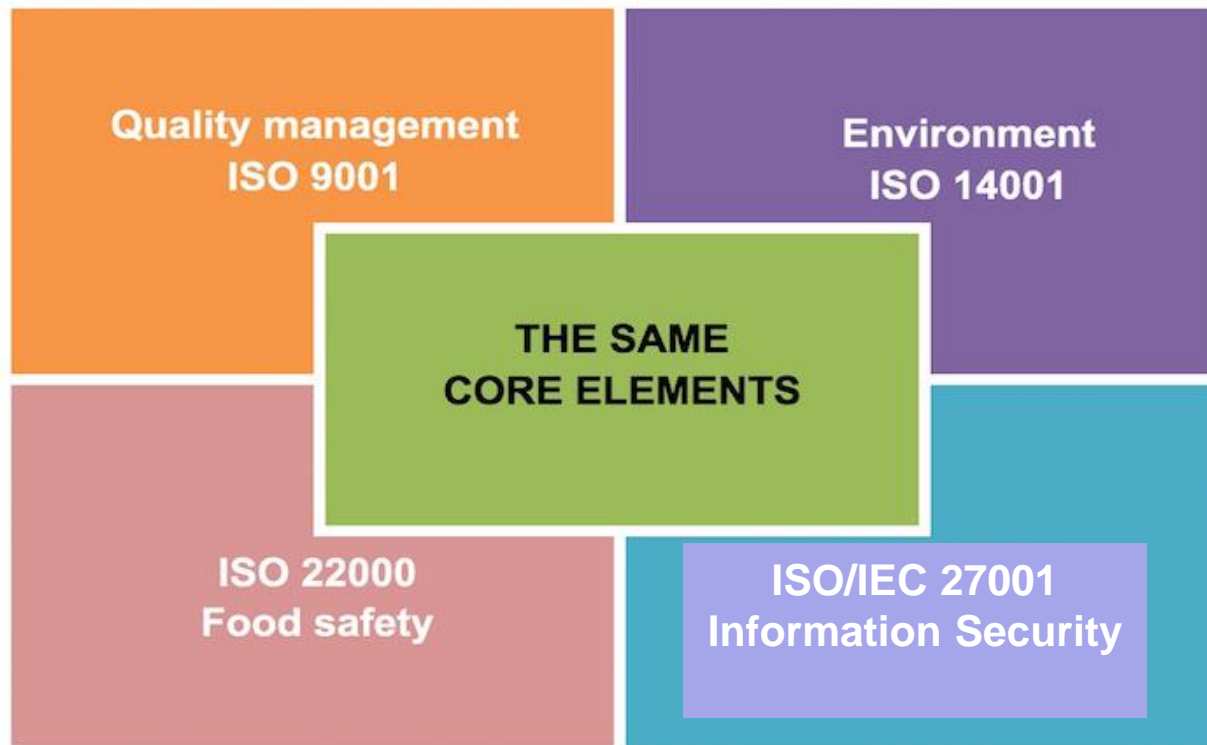 Quality management
ISO 9001
Environment
ISO 14001
THE SAME
CORE ELEMENTS
ISO 22000
Food safety
ISO/IEC 27001
Information Security